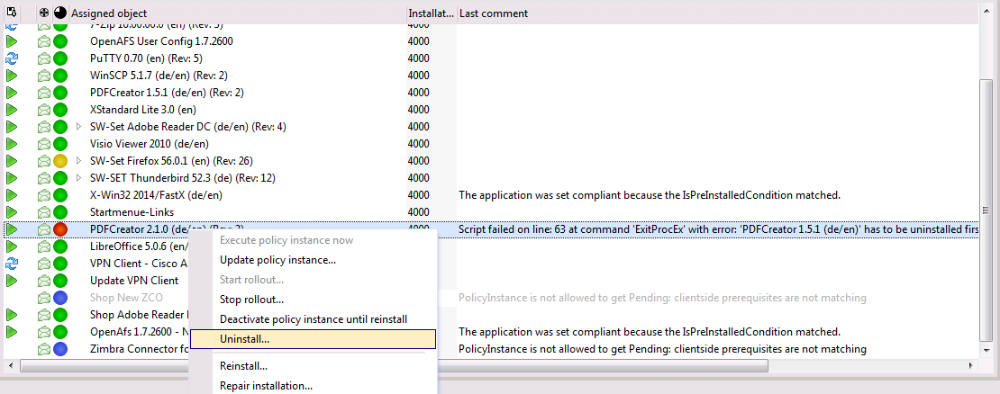 Assigned object Installat... Last comment
7-Zip 16.00.00.0 (en) (Rev: 5) 4000
OpenAFS User Config 1.7.2600 4000
PuTTY 0.70 (en) (Rev: 5) 4000
WinSCP 5.1.7 (de/en) (Rev: 2) 4000
PDFCreator 1.5.1 (de/en) (Rev: 2) 4000
XStandard Lite 3.0 (en) 4000
SW-Set Adobe Reader DC (de/en) (Rev: 4) 4000
Visio Viewer 2010 (de/en) 4000
SW-Set Firefox 56.0.1 (en) (Rev: 26) 4000
SW-SET Thunderbird 52.3 (de) (Rev: 12) 4000
X-Win32 2014/FastX (de/en) 4000 The application was set compliant because the IsPreInstalledCondition matched.
Startmenue-Links 4000
PDFCreator 2.1.0 (de/en) (Rev: 2) 4000 Script failed on line: 63 at command 'ExitProcEx' with error: 'PDFCreator 1.5.1 (de/en)' has to be uninstalled firs
LibreOffice 5.0.6 (en/
VPN Client - Cisco A
Update VPN Client
Shop New ZCO PolicyInstance is not allowed to get Pending: clientside prerequisites are not matching
Shop Adobe Reader
OpenAfs 1.7.2600 - N The application was set compliant because the IsPreInstalledCondition matched.
Zimbra Connector fo PolicyInstance is not allowed to get Pending: clientside prerequisites are not matching
Execute policy instance now
Update policy instance...
Start rollout...
Stop rollout...
Deactivate policy instance until reinstall
Uninstall...
Reinstall...
Repair installation...